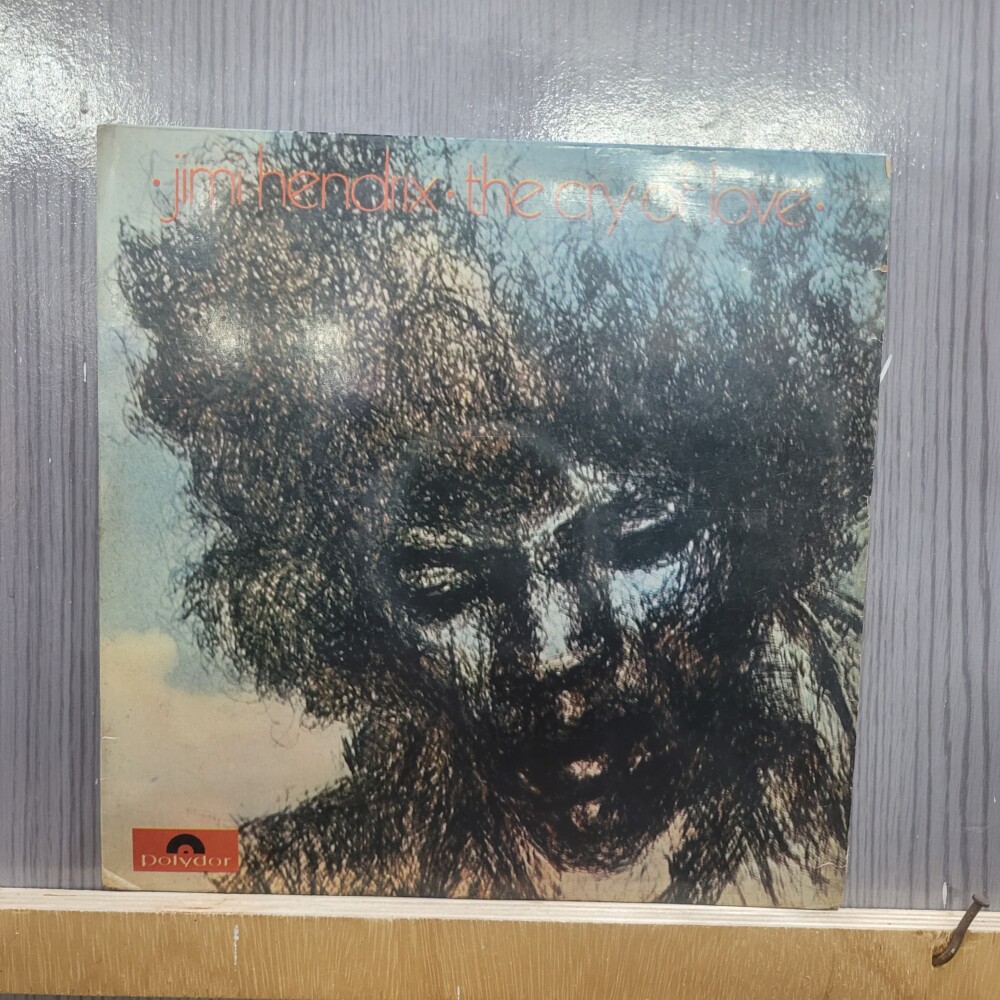 ·jimi hendrix·the cry of love·
polydor